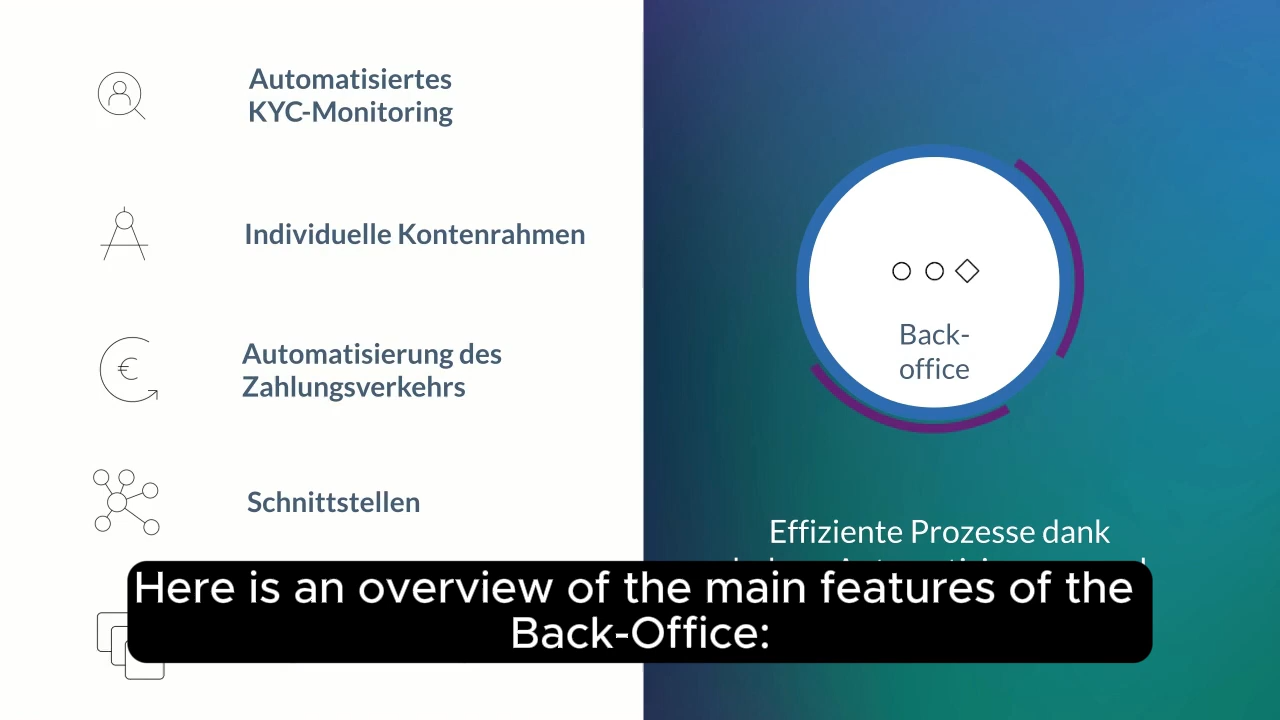 Automatisiertes
KYC-Monitoring
Individuelle Kontenrahmen
€
Automatisierung des
Zahlungsverkehrs
Schnittstellen
Back-
office
Effiziente Prozesse dank
Here is an overview of the main features of the
Back-Office: